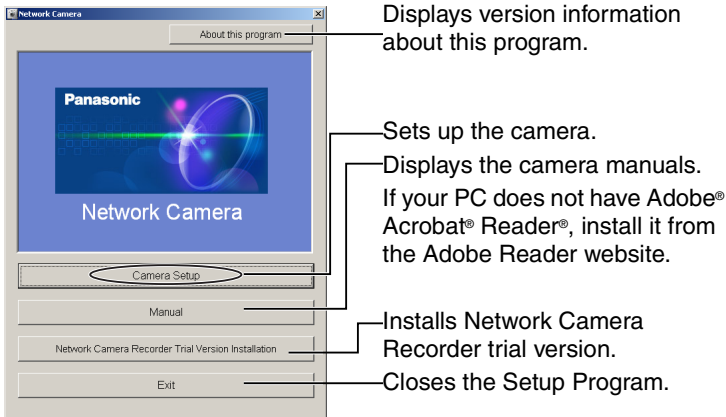 Network Camera
About this program
Panasonic
Network Camera
Camera Setup
Manual
Network Camera Recorder Trial Version Installation
Exit
Displays version information
about this program.
Sets up the camera.
Displays the camera manuals.
If your PC does not have Adobe®
Acrobat® Reader®, install it from
the Adobe Reader website.
Installs Network Camera
Recorder trial version.
Closes the Setup Program.